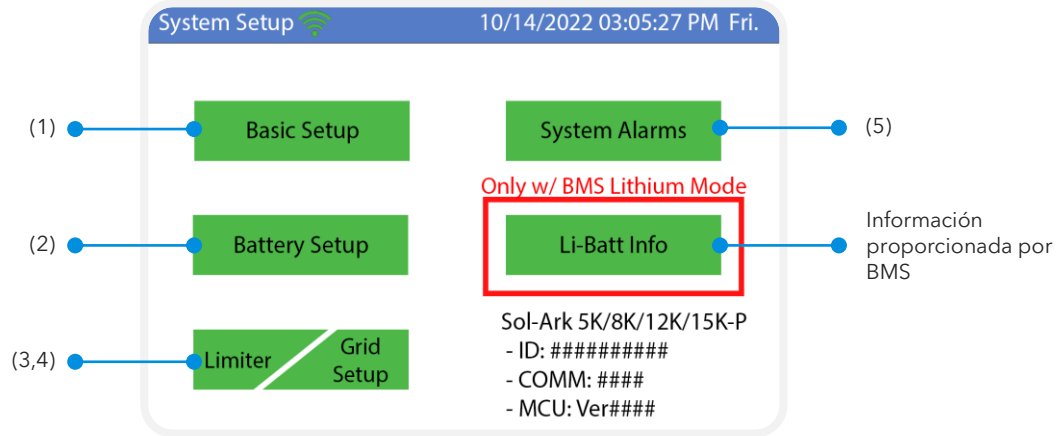 System Setup 10/14/2022 03:05:27 PM Fri.
(1) Basic Setup System Alarms (5)
Only w/ BMS Lithium Mode
(2) Battery Setup Li-Batt Info
Información
proporcionada por
BMS
(3,4) Limiter Grid
Setup
Sol-Ark 5K/8K/12K/15K-P
- ID: ##########
- COMM: ####
- MCU: Ver####